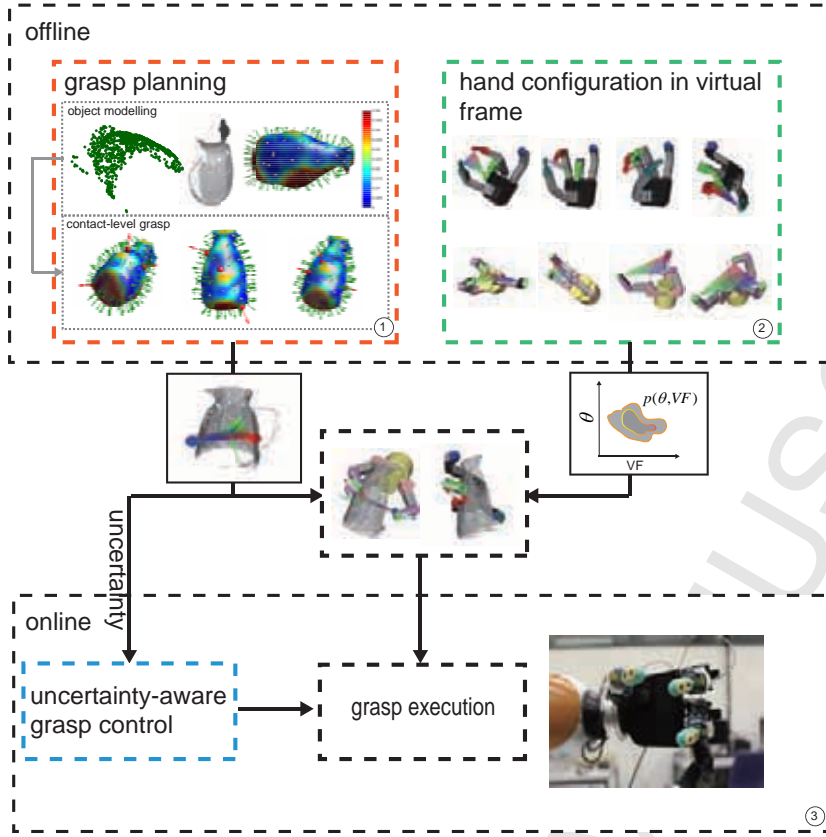 offline
grasp planning
object modelling
contact-level grasp
1
hand configuration in virtual
frame
2
θ
p(θ,VF)
VF
uncertainty
online
uncertainty-aware
grasp control
grasp execution
3